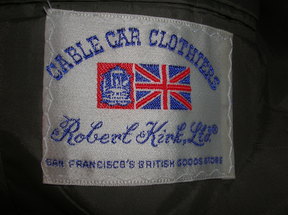 CABLE CAR CLOTHIERS
Robert Kirk, Ltd®
SAN FRANCISCO'S BRITISH GOODS STORE